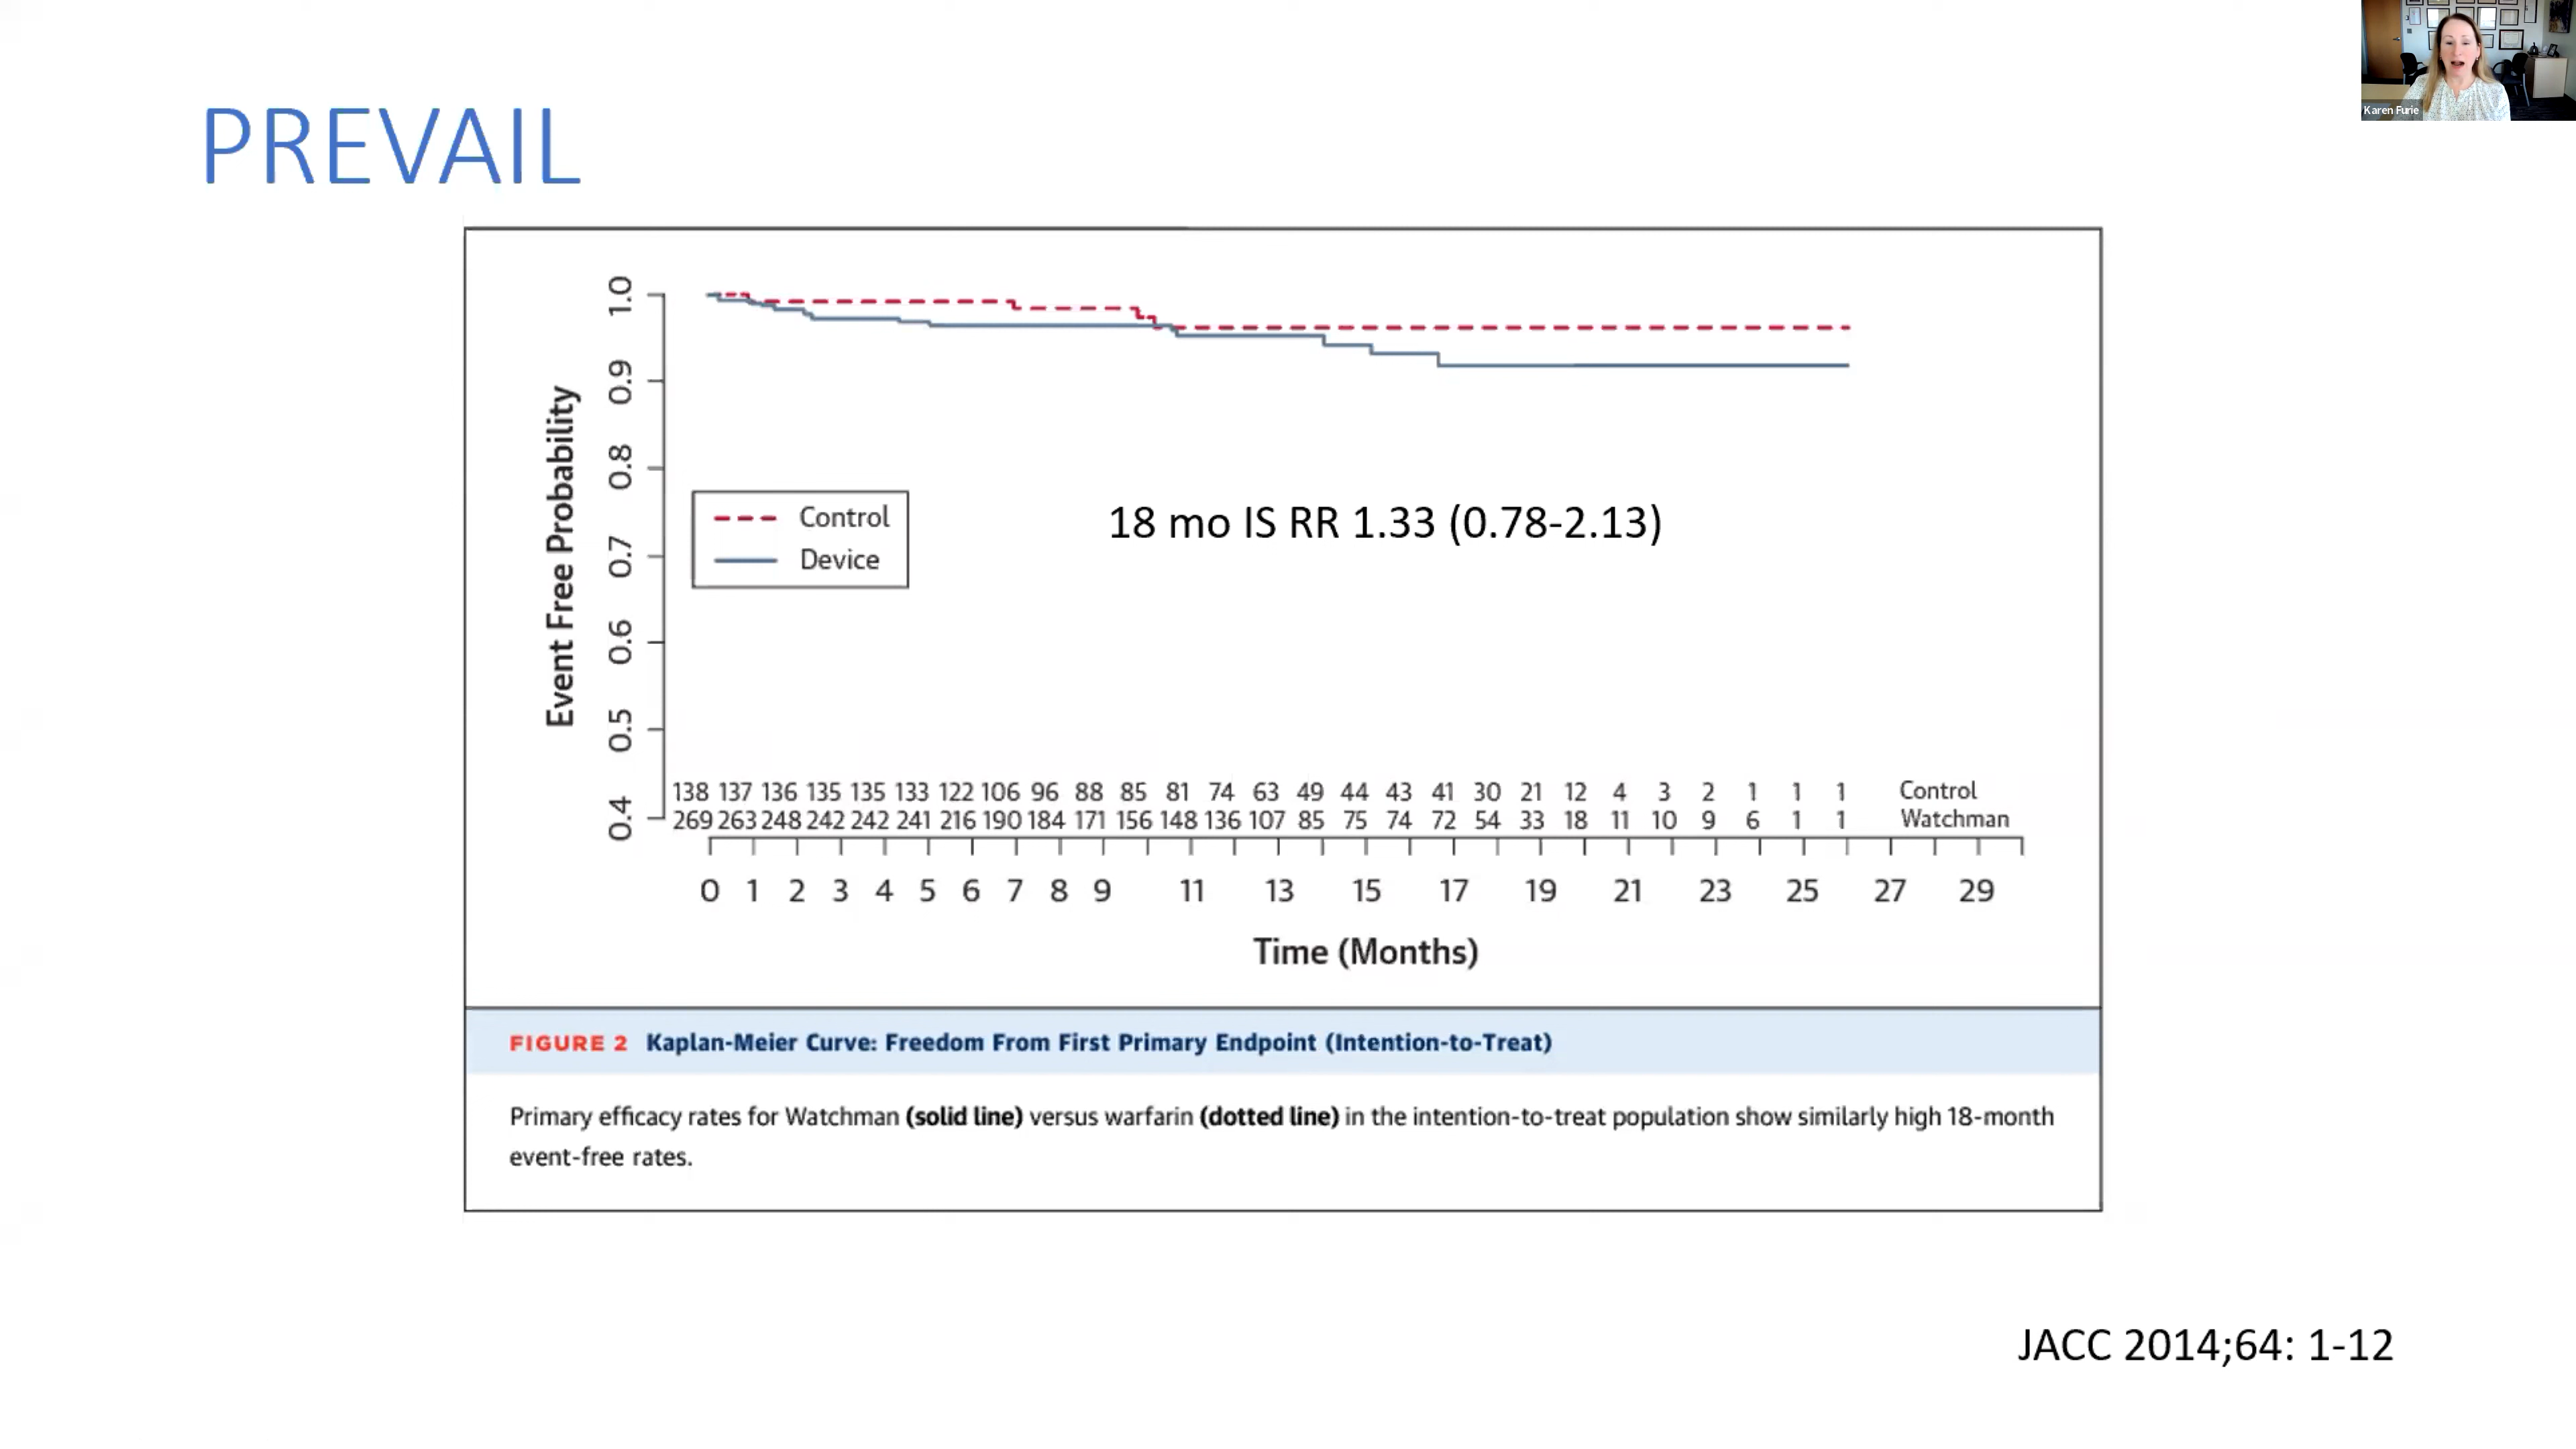 Karen Furie
PREVAIL
1.0
0.9
0.8
0.7
0.6
0.5
0.4
Event Free Probability
Control
Device
18 mo IS RR 1.33 (0.78-2.13)
138 137 136 135 135 133 122 106 96 88 85 81 74 63 49 44 43 41 30 21 12 4 3 2 1 1 1 Control
269 263 248 242 242 241 216 190 184 171 156 148 136 107 85 75 74 72 54 33 18 11 10 9 6 1 1 Watchman
0 1 2 3 4 5 6 7 8 9 11 13 15 17 19 21 23 25 27 29
Time (Months)
FIGURE 2 Kaplan-Meier Curve: Freedom From First Primary Endpoint (Intention-to-Treat)
Primary efficacy rates for Watchman (solid line) versus warfarin (dotted line) in the intention-to-treat population show similarly high 18-month
event-free rates.
JACC 2014;64: 1-12